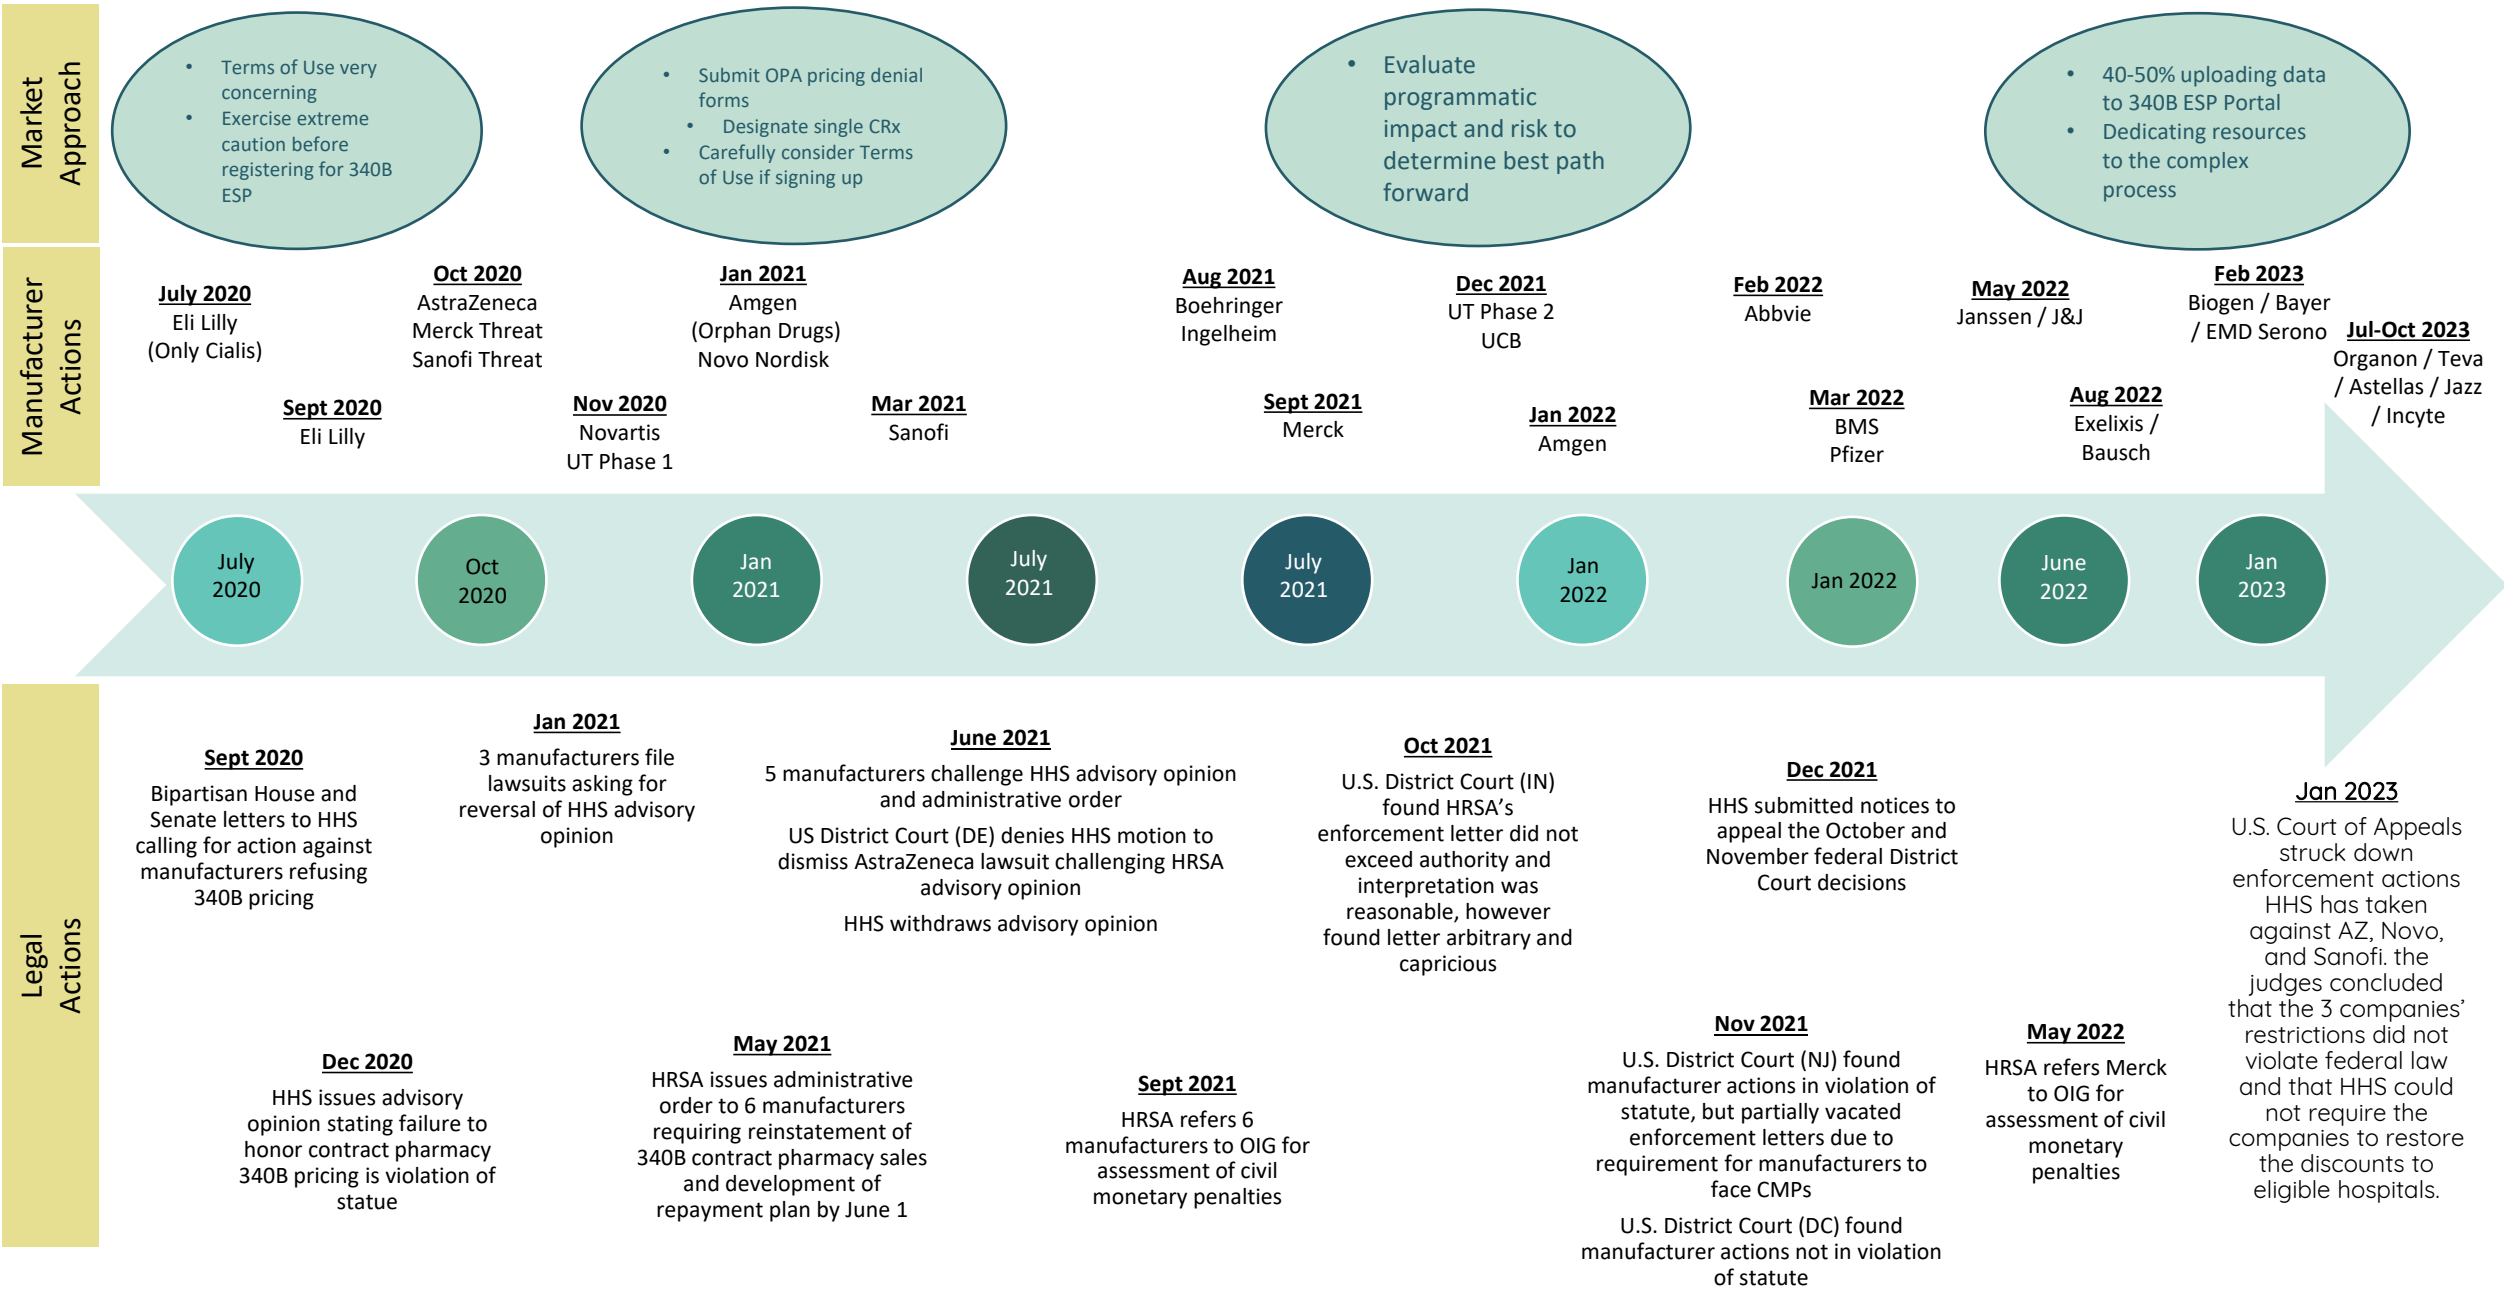 Market
Approach
• Terms of Use very
concerning
• Exercise extreme
caution before
registering for 340B
ESP
• Submit OPA pricing denial
forms
• Designate single CRx
• Carefully consider Terms
of Use if signing up
• Evaluate
programmatic
impact and risk to
determine best path
forward
• 40-50% uploading data
to 340B ESP Portal
• Dedicating resources
to the complex
process
Manufacturer
Actions
July 2020
Eli Lilly
(Only Cialis)
Sept 2020
Eli Lilly
Oct 2020
AstraZeneca
Merck Threat
Sanofi Threat
Nov 2020
Novartis
UT Phase 1
Jan 2021
Amgen
(Orphan Drugs)
Novo Nordisk
Mar 2021
Sanofi
Aug 2021
Boehringer
Ingelheim
Sept 2021
Merck
Dec 2021
UT Phase 2
UCB
Jan 2022
Amgen
Feb 2022
Abbvie
Mar 2022
BMS
Pfizer
May 2022
Janssen / J&J
Aug 2022
Exelixis /
Bausch
Feb 2023
Biogen / Bayer
/ EMD Serono
Jul-Oct 2023
Organon / Teva
/ Astellas / Jazz
/ Incyte
July
2020
Oct
2020
Jan
2021
July
2021
July
2021
Jan
2022
Jan 2022
June
2022
Jan
2023
Legal
Actions
Sept 2020
Bipartisan House and
Senate letters to HHS
calling for action against
manufacturers refusing
340B pricing
Dec 2020
HHS issues advisory
opinion stating failure to
honor contract pharmacy
340B pricing is violation of
statue
Jan 2021
3 manufacturers file
lawsuits asking for
reversal of HHS advisory
opinion
May 2021
HRSA issues administrative
order to 6 manufacturers
requiring reinstatement of
340B contract pharmacy sales
and development of
repayment plan by June 1
June 2021
5 manufacturers challenge HHS advisory opinion
and administrative order
US District Court (DE) denies HHS motion to
dismiss AstraZeneca lawsuit challenging HRSA
advisory opinion
HHS withdraws advisory opinion
Sept 2021
HRSA refers 6
manufacturers to OIG for
assessment of civil
monetary penalties
Oct 2021
U.S. District Court (IN)
found HRSA’s
enforcement letter did not
exceed authority and
interpretation was
reasonable, however
found letter arbitrary and
capricious
Nov 2021
U.S. District Court (NJ) found
manufacturer actions in violation of
statute, but partially vacated
enforcement letters due to
requirement for manufacturers to
face CMPs
U.S. District Court (DC) found
manufacturer actions not in violation
of statute
Dec 2021
HHS submitted notices to
appeal the October and
November federal District
Court decisions
May 2022
HRSA refers Merck
to OIG for
assessment of civil
monetary
penalties
Jan 2023
U.S. Court of Appeals
struck down
enforcement actions
HHS has taken
against AZ, Novo,
and Sanofi. the
judges concluded
that the 3 companies’
restrictions did not
violate federal law
and that HHS could
not require the
companies to restore
the discounts to
eligible hospitals.